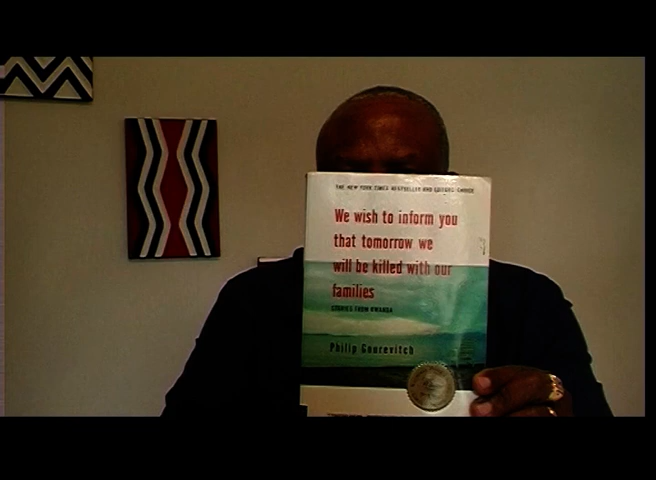 THE NEW YORK TIMES BESTSELLER AND EDITORS' CHOICE
We wish to inform you
that tomorrow we
will be killed with our
families
STORIES FROM RWANDA
Philip Gourevitch